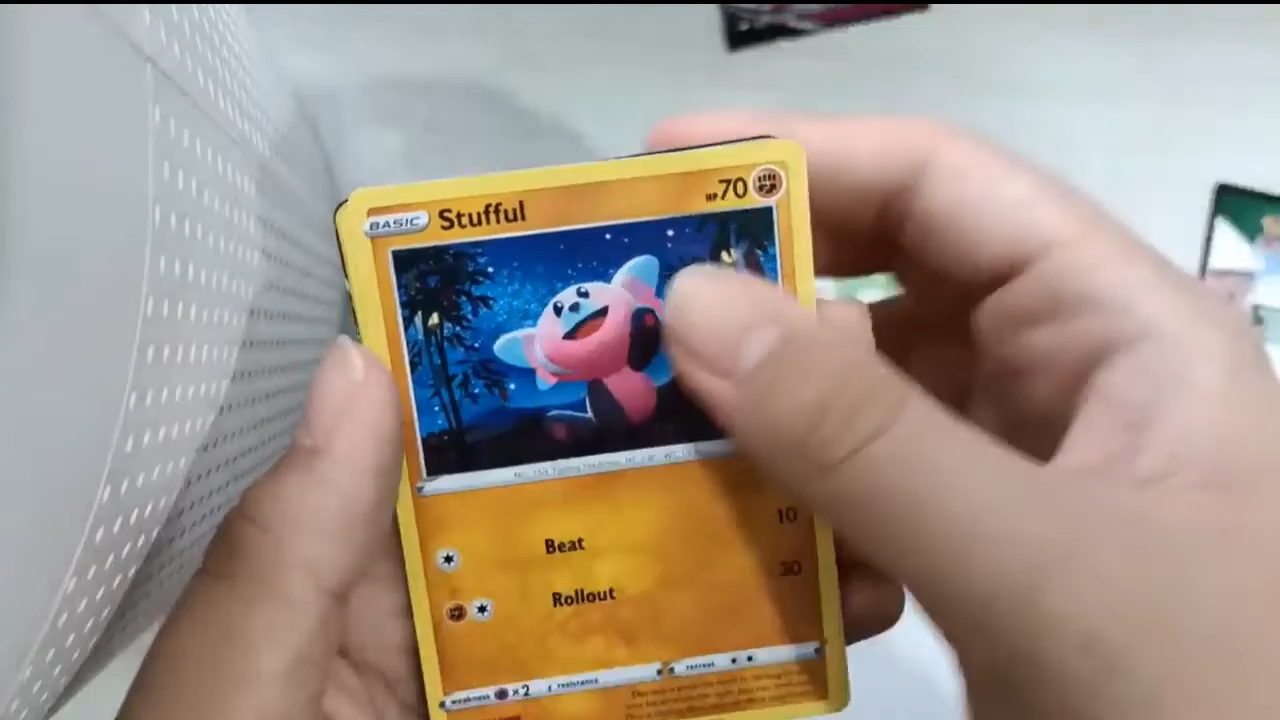 BASIC Stufful HP 70
10
Beat
30
Rollout
weakness ×2 resistance retreat